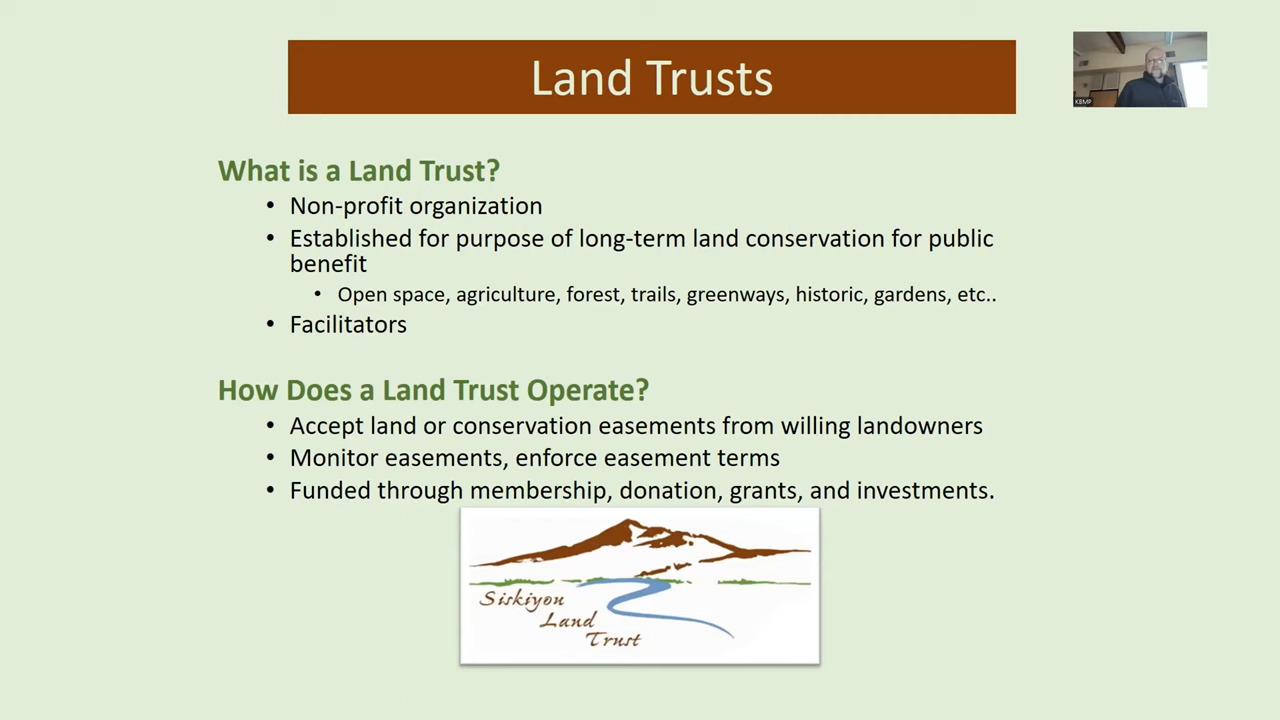 Land Trusts
KBMP
What is a Land Trust?
• Non-profit organization
• Established for purpose of long-term land conservation for public
benefit
• Open space, agriculture, forest, trails, greenways, historic, gardens, etc..
• Facilitators
How Does a Land Trust Operate?
• Accept land or conservation easements from willing landowners
• Monitor easements, enforce easement terms
• Funded through membership, donation, grants, and investments.
Siskiyou
Land
Trust